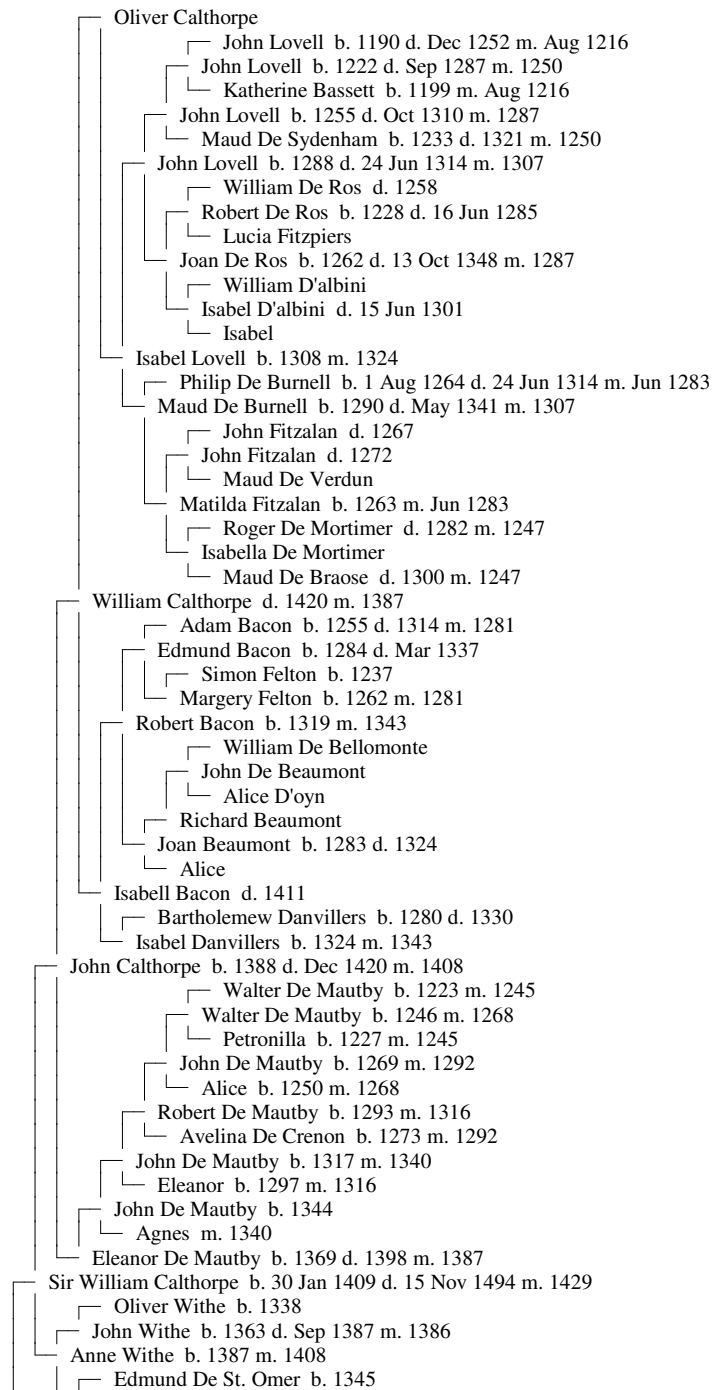 Oliver Calthorpe
John Lovell b. 1190 d. Dec 1252 m. Aug 1216
John Lovell b. 1222 d. Sep 1287 m. 1250
Katherine Bassett b. 1199 m. Aug 1216
John Lovell b. 1255 d. Oct 1310 m. 1287
Maud De Sydenham b. 1233 d. 1321 m. 1250
John Lovell b. 1288 d. 24 Jun 1314 m. 1307
William De Ros d. 1258
Robert De Ros b. 1228 d. 16 Jun 1285
Lucia Fitzpiers
Joan De Ros b. 1262 d. 13 Oct 1348 m. 1287
William D'albini
Isabel D'albini d. 15 Jun 1301
Isabel
Isabel Lovell b. 1308 m. 1324
Philip De Burnell b. 1 Aug 1264 d. 24 Jun 1314 m. Jun 1283
Maud De Burnell b. 1290 d. May 1341 m. 1307
John Fitzalan d. 1267
John Fitzalan d. 1272
Maud De Verdun
Matilda Fitzalan b. 1263 m. Jun 1283
Roger De Mortimer d. 1282 m. 1247
Isabella De Mortimer
Maud De Braose d. 1300 m. 1247
William Calthorpe d. 1420 m. 1387
Adam Bacon b. 1255 d. 1314 m. 1281
Edmund Bacon b. 1284 d. Mar 1337
Simon Felton b. 1237
Margery Felton b. 1262 m. 1281
Robert Bacon b. 1319 m. 1343
William De Bellomonte
John De Beaumont
Alice D'oyn
Richard Beaumont
Joan Beaumont b. 1283 d. 1324
Alice
Isabell Bacon d. 1411
Bartholemew Danvillers b. 1280 d. 1330
Isabel Danvillers b. 1324 m. 1343
John Calthorpe b. 1388 d. Dec 1420 m. 1408
Walter De Mautby b. 1223 m. 1245
Walter De Mautby b. 1246 m. 1268
Petronilla b. 1227 m. 1245
John De Mautby b. 1269 m. 1292
Alice b. 1250 m. 1268
Robert De Mautby b. 1293 m. 1316
Avelina De Crenon b. 1273 m. 1292
John De Mautby b. 1317 m. 1340
Eleanor b. 1297 m. 1316
John De Mautby b. 1344
Agnes m. 1340
Eleanor De Mautby b. 1369 d. 1398 m. 1387
Sir William Calthorpe b. 30 Jan 1409 d. 15 Nov 1494 m. 1429
Oliver Withe b. 1338
John Withe b. 1363 d. Sep 1387 m. 1386
Anne Withe b. 1387 m. 1408
Edmund De St. Omer b. 1345